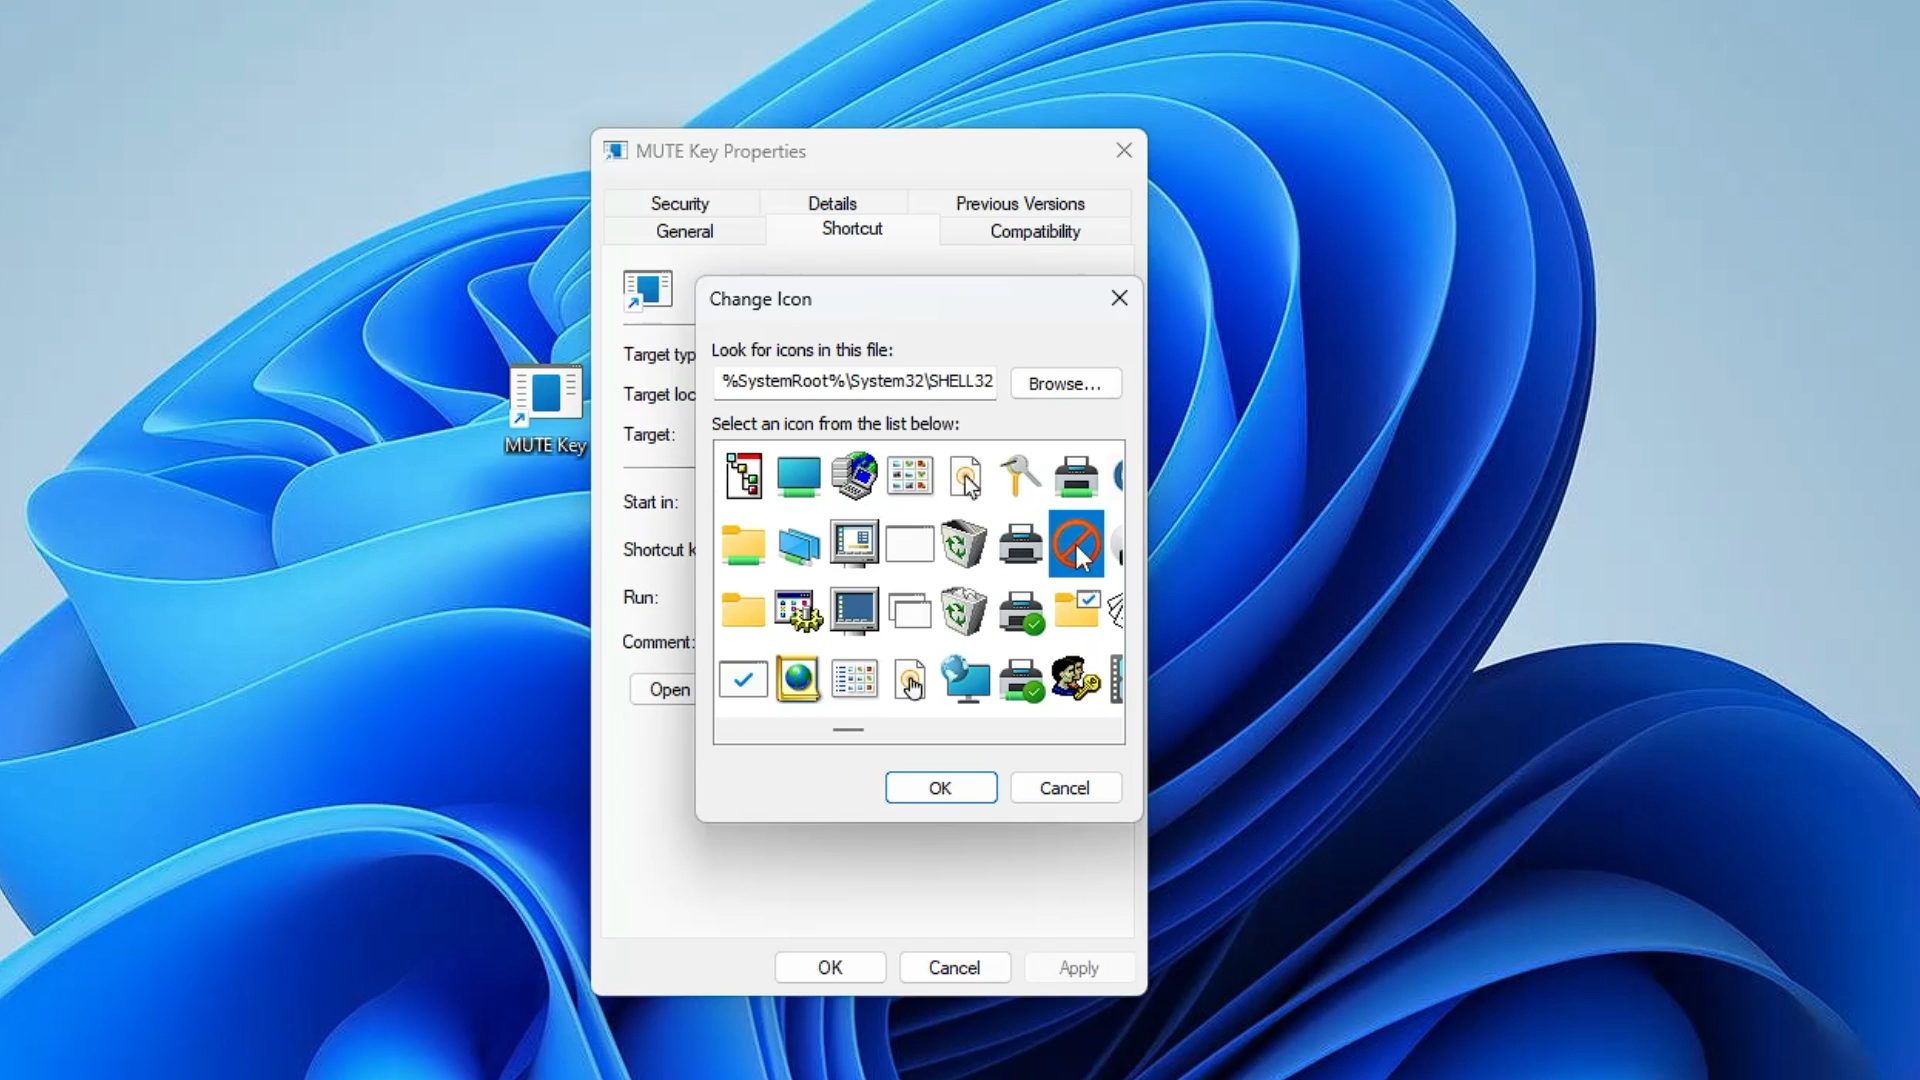 MUTE Key Properties
Security
Details
Previous Versions
General
Shortcut
Compatibility
Change Icon
Look for icons in this file:
%SystemRoot%\System32\SHELL32
Browse...
Select an icon from the list below:
Target typ
Target loc
Target:
Start in:
Shortcut k
Run:
Comment:
Open
OK
Cancel
OK
Cancel
Apply
MUTE Key